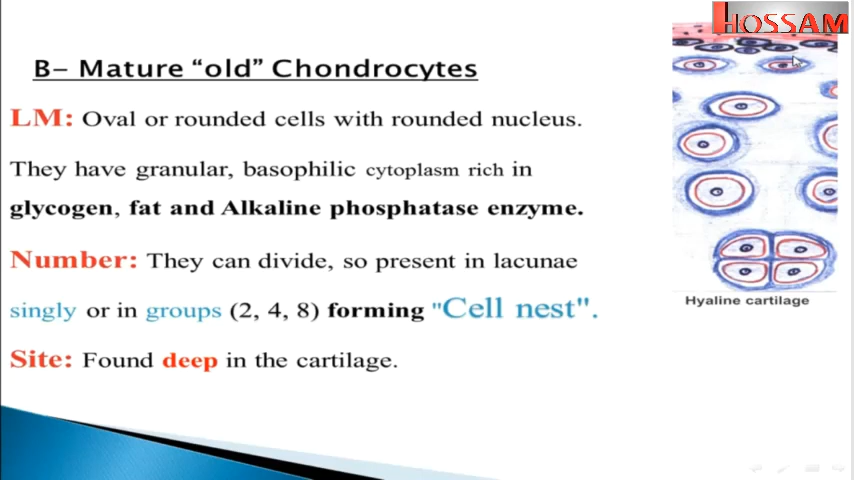 HOSSAM
B- Mature “old” Chondrocytes
LM: Oval or rounded cells with rounded nucleus.
They have granular, basophilic cytoplasm rich in
glycogen, fat and Alkaline phosphatase enzyme.
Number: They can divide, so present in lacunae
singly or in groups (2, 4, 8) forming "Cell nest".
Site: Found deep in the cartilage.
Hyaline cartilage